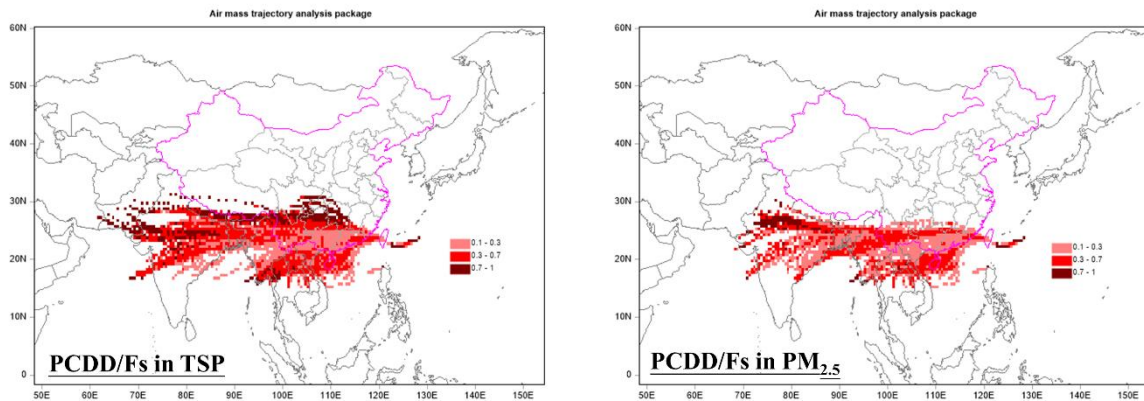 Air mass trajectory analysis package
60N
50N
40N
30N
20N
10N
0
0.1 - 0.3
0.3 - 0.7
0.7 - 1
PCDD/Fs in TSP
50E 60E 70E 80E 90E 100E 110E 120E 130E 140E 150E
Air mass trajectory analysis package
60N
50N
40N
30N
20N
10N
0
0.1 - 0.3
0.3 - 0.7
0.7 - 1
PCDD/Fs in PM2.5
50E 60E 70E 80E 90E 100E 110E 120E 130E 140E 150E